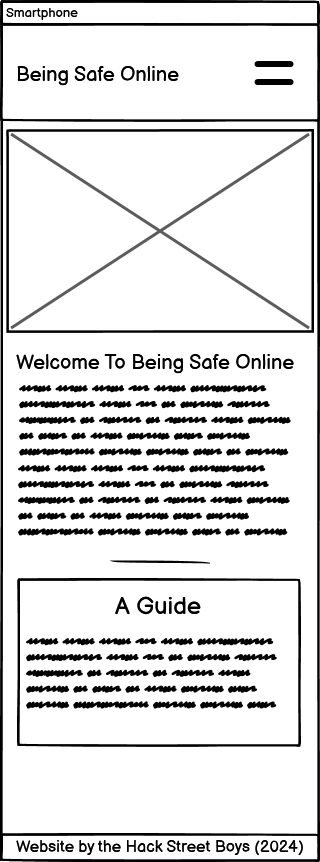 Smartphone
Being Safe Online
Welcome To Being Safe Online
A Guide
Website by the Hack Street Boys (2024)